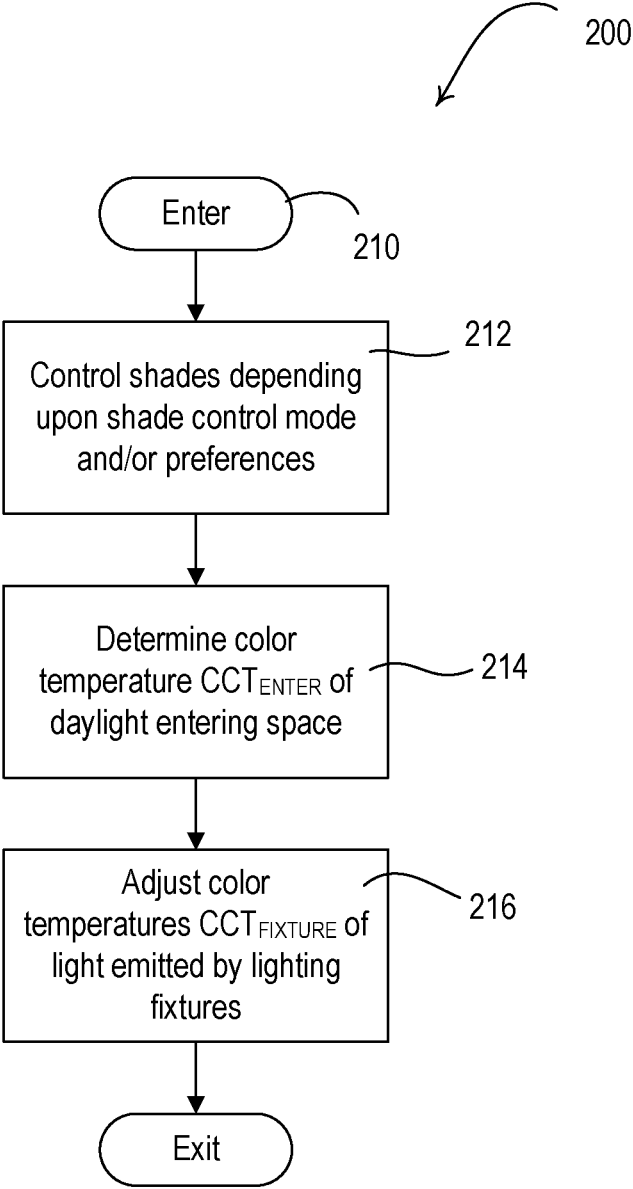 200
Enter
210
212
Control shades depending
upon shade control mode
and/or preferences
Determine color
temperature CCTENTER of
daylight entering space
214
Adjust color
temperatures CCTFIXTURE of
light emitted by lighting
fixtures
216
Exit